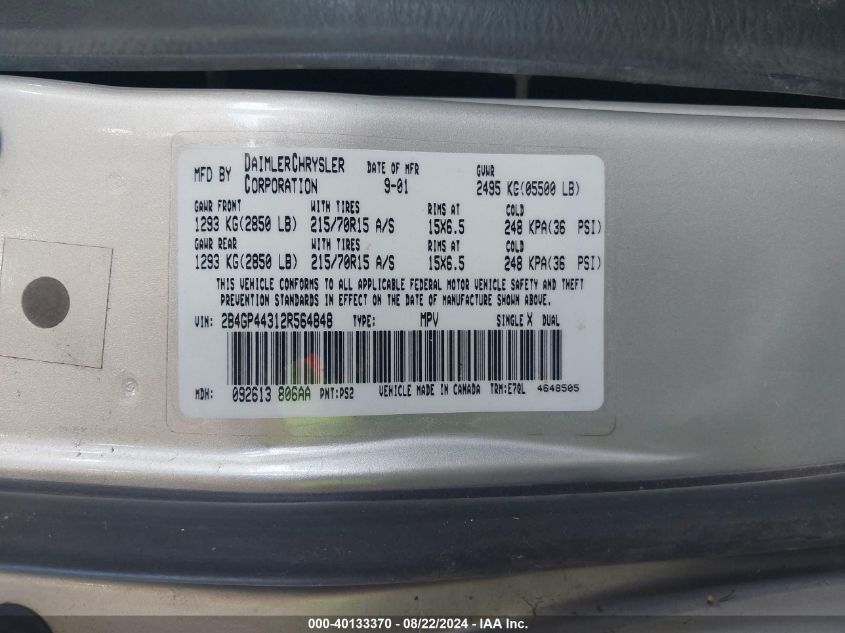 MFD BY DAIMLERCHRYSLER CORPORATION DATE OF MFR 9-01 GVWR 2495 KG(05500 LB)
GAWR FRONT WITH TIRES RIMS AT COLD
1293 KG(2850 LB) 215/70R15 A/S 15X6.5 248 KPA(36 PSI)
GAWR REAR WITH TIRES RIMS AT COLD
1293 KG(2850 LB) 215/70R15 A/S 15X6.5 248 KPA(36 PSI)
THIS VEHICLE CONFORMS TO ALL APPLICABLE FEDERAL MOTOR VEHICLE SAFETY AND THEFT
PREVENTION STANDARDS IN EFFECT ON THE DATE OF MANUFACTURE SHOWN ABOVE.
VIN: 2B4GP44312R564848 TYPE: MPV SINGLE X DUAL
MDH: 092613 806AA PNT:PS2 VEHICLE MADE IN CANADA TRM:E7QL 4648505
000-40133370 - 08/22/2024 - IAA Inc.